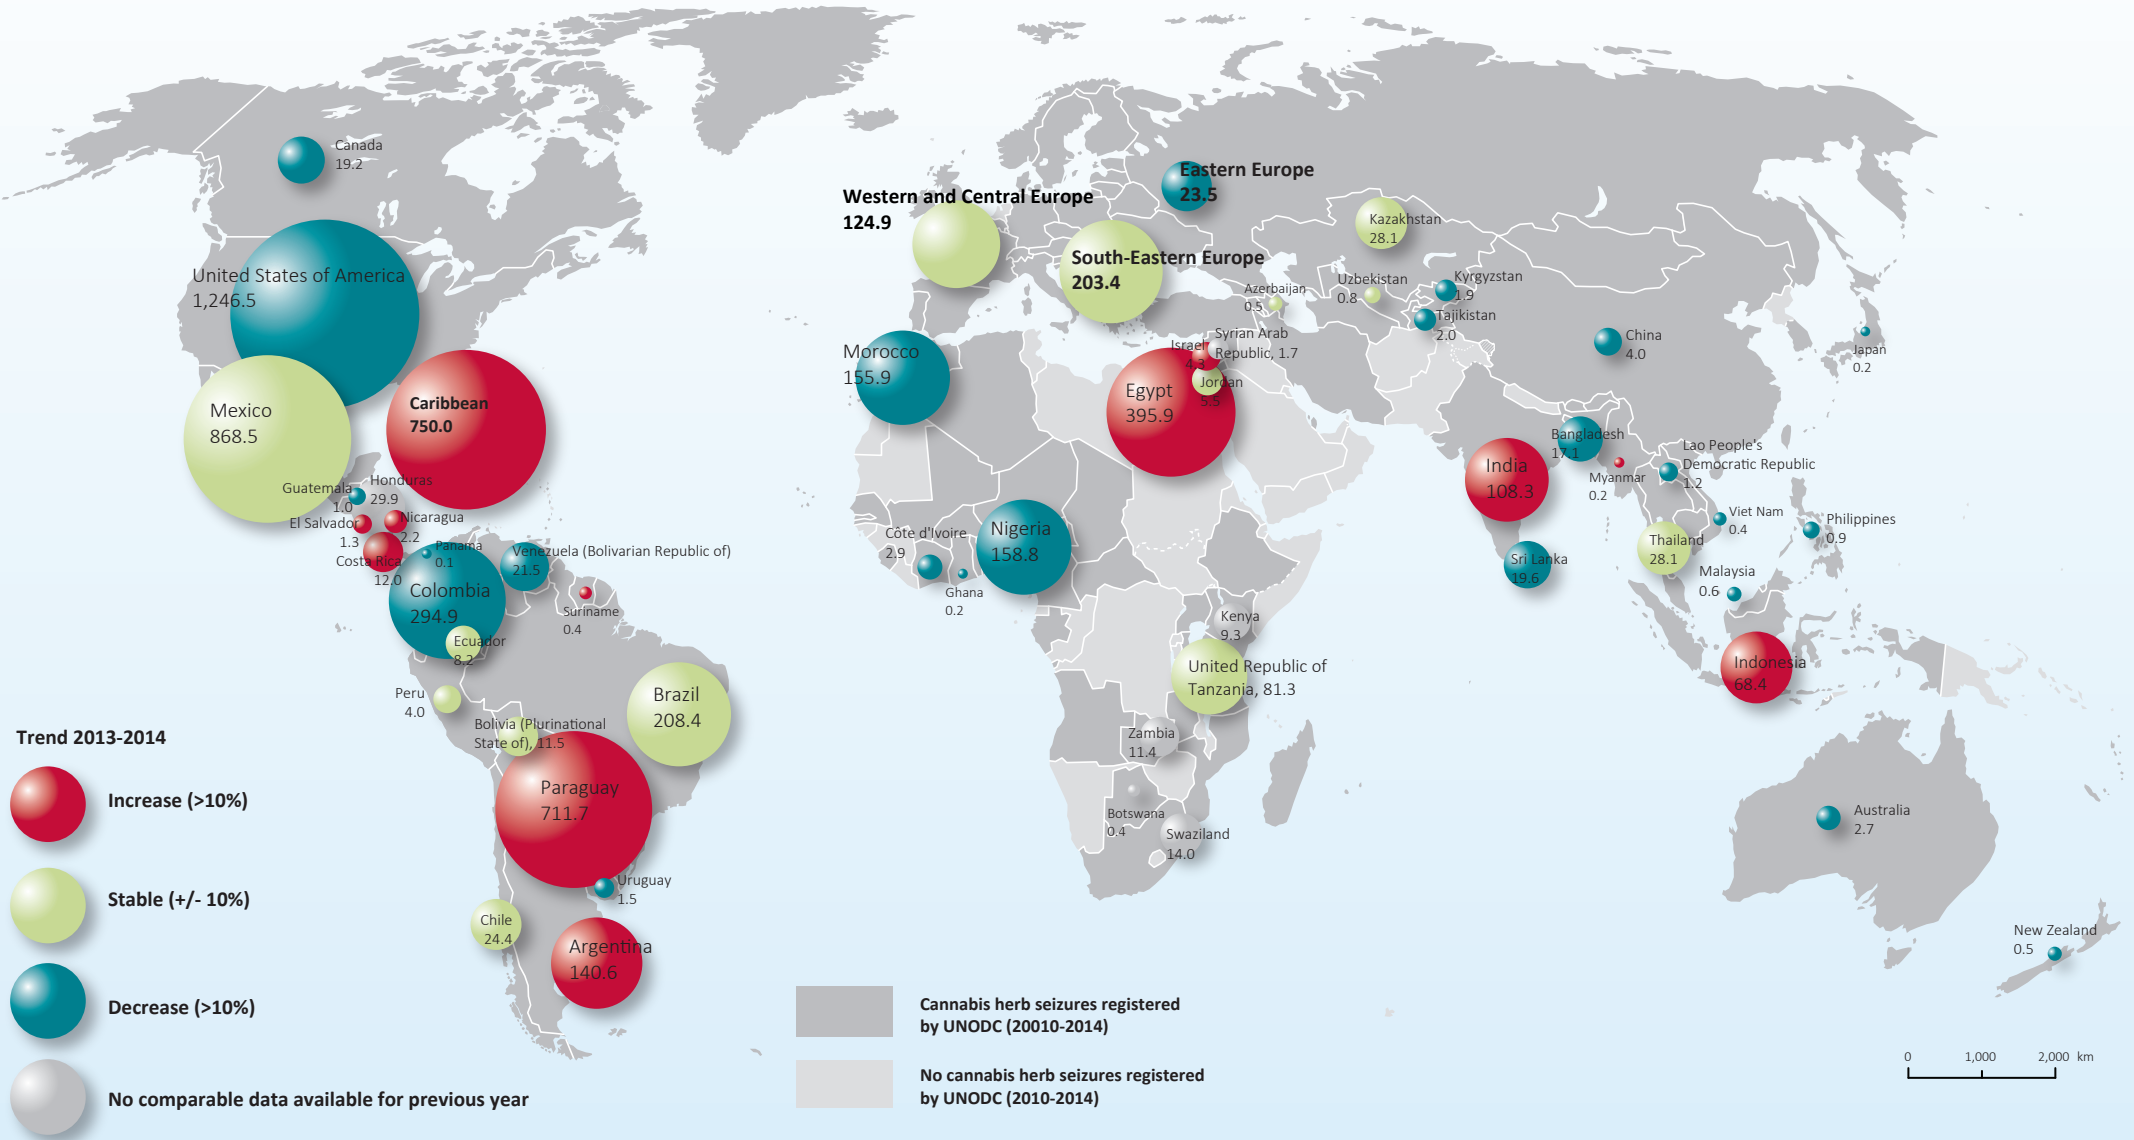 Canada
19.2
United States of America
1,246.5
Mexico
868.5
Caribbean
750.0
Guatemala
1.0
Honduras
29.9
El Salvador
1.3
Nicaragua
2.2
Costa Rica
12.0
Panama
0.1
Venezuela (Bolivarian Republic of)
21.5
Colombia
294.9
Suriname
0.4
Ecuador
8.2
Peru
4.0
Brazil
208.4
Bolivia (Plurinational
State of), 11.5
Paraguay
711.7
Uruguay
1.5
Chile
24.4
Argentina
140.6
Western and Central Europe
124.9
Eastern Europe
23.5
South-Eastern Europe
203.4
Kazakhstan
28.1
Uzbekistan
0.8
Kyrgyzstan
1.9
Azerbaijan
0.5
Tajikistan
2.0
China
4.0
Japan
0.2
Morocco
155.9
Israel
4.3
Syrian Arab
Republic, 1.7
Jordan
5.5
Egypt
395.9
India
108.3
Bangladesh
17.1
Myanmar
0.2
Lao People's
Democratic Republic
1.2
Viet Nam
0.4
Philippines
0.9
Thailand
28.1
Sri Lanka
19.6
Malaysia
0.6
Indonesia
68.4
Côte d'Ivoire
2.9
Ghana
0.2
Nigeria
158.8
Kenya
9.3
United Republic of
Tanzania, 81.3
Zambia
11.4
Botswana
0.4
Swaziland
14.0
Australia
2.7
New Zealand
0.5
Trend 2013-2014
Increase (>10%)
Stable (+/- 10%)
Decrease (>10%)
No comparable data available for previous year
Cannabis herb seizures registered
by UNODC (20010-2014)
No cannabis herb seizures registered
by UNODC (2010-2014)
0 1,000 2,000 km